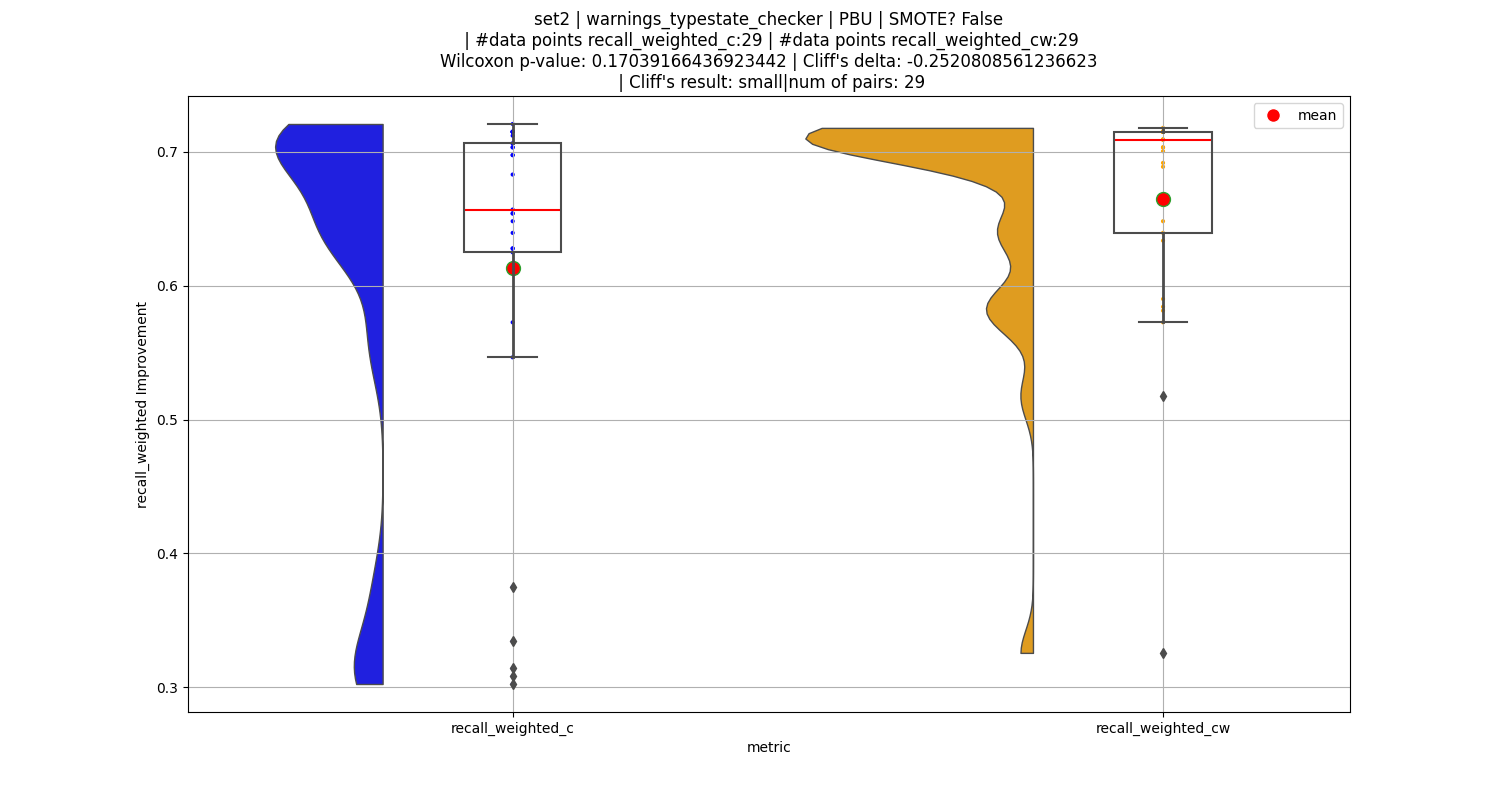 set2 | warnings_typestate_checker | PBU | SMOTE? False
| #data points recall_weighted_c:29 | #data points recall_weighted_cw:29
Wilcoxon p-value: 0.17039166436923442 | Cliff's delta: -0.2520808561236623
| Cliff's result: small|num of pairs: 29
mean
0.7
0.6
0.5
0.4
0.3
recall_weighted Improvement
recall_weighted_c
recall_weighted_cw
metric